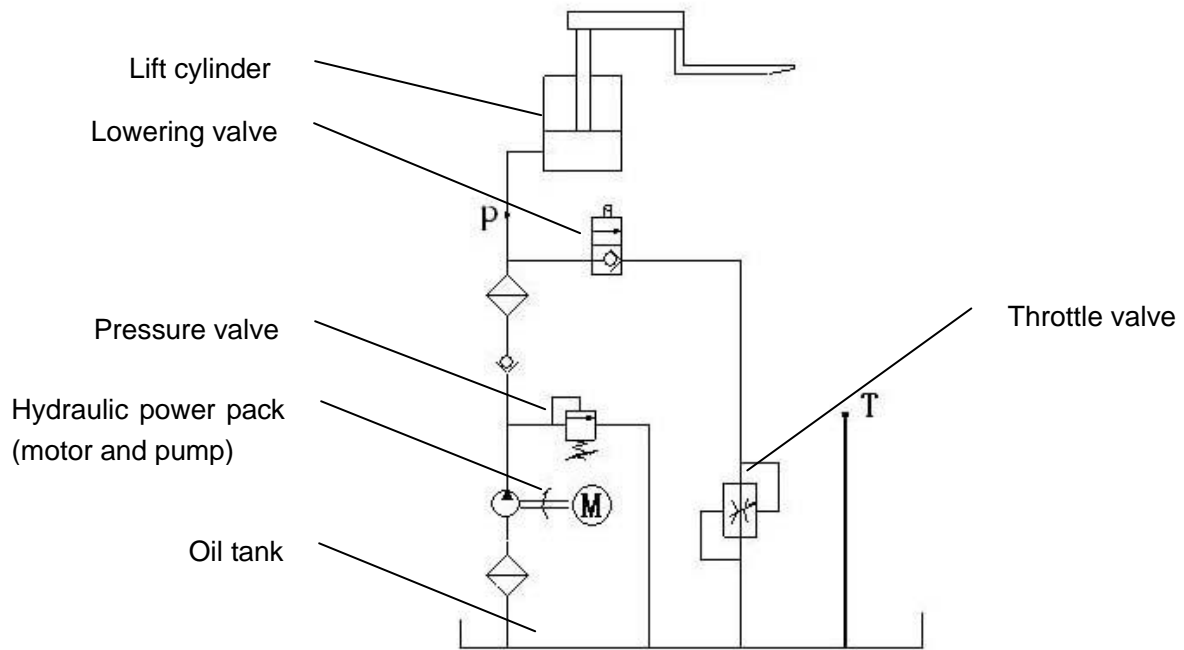 Lift cylinder
Lowering valve
p
Pressure valve
Throttle valve
Hydraulic power pack
(motor and pump)
T
M
Oil tank